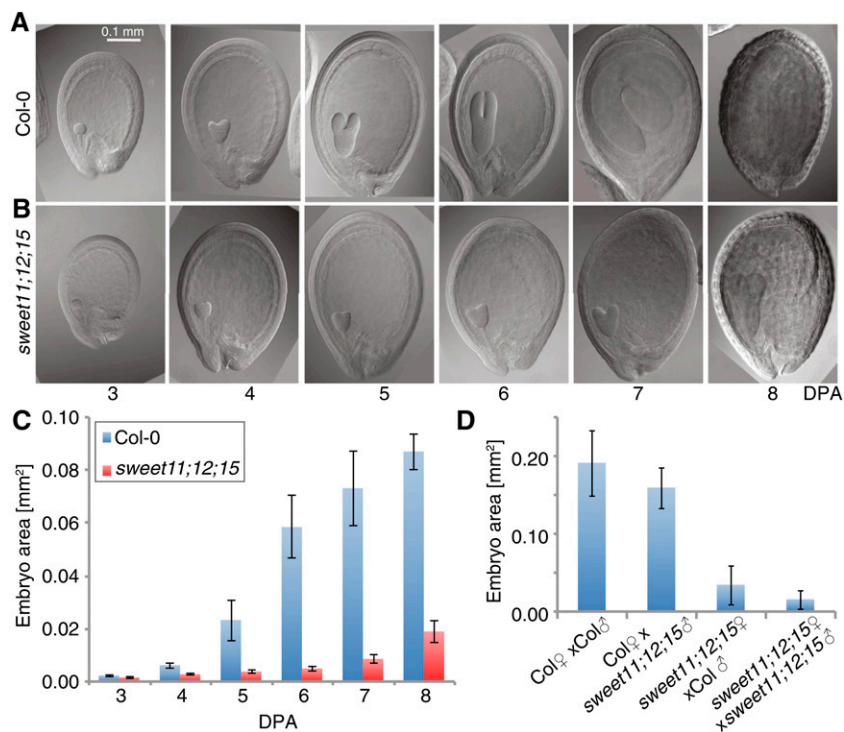 A
0.1 mm
Col-0
B
sweet11;12;15
3 4 5 6 7 8 DPA
C
Embryo area [mm²]
0.10
0.08
0.06
0.04
0.02
0.00
Col-0
sweet11;12;15
3 4 5 6 7 8
DPA
D
Embryo area [mm²]
0.20
0.10
0.00
Col♀ xCol♂
Col♀ x
sweet11;12;15♂
sweet11;12;15♀
xCol ♂
sweet11;12;15♀
xsweet11;12;15♂